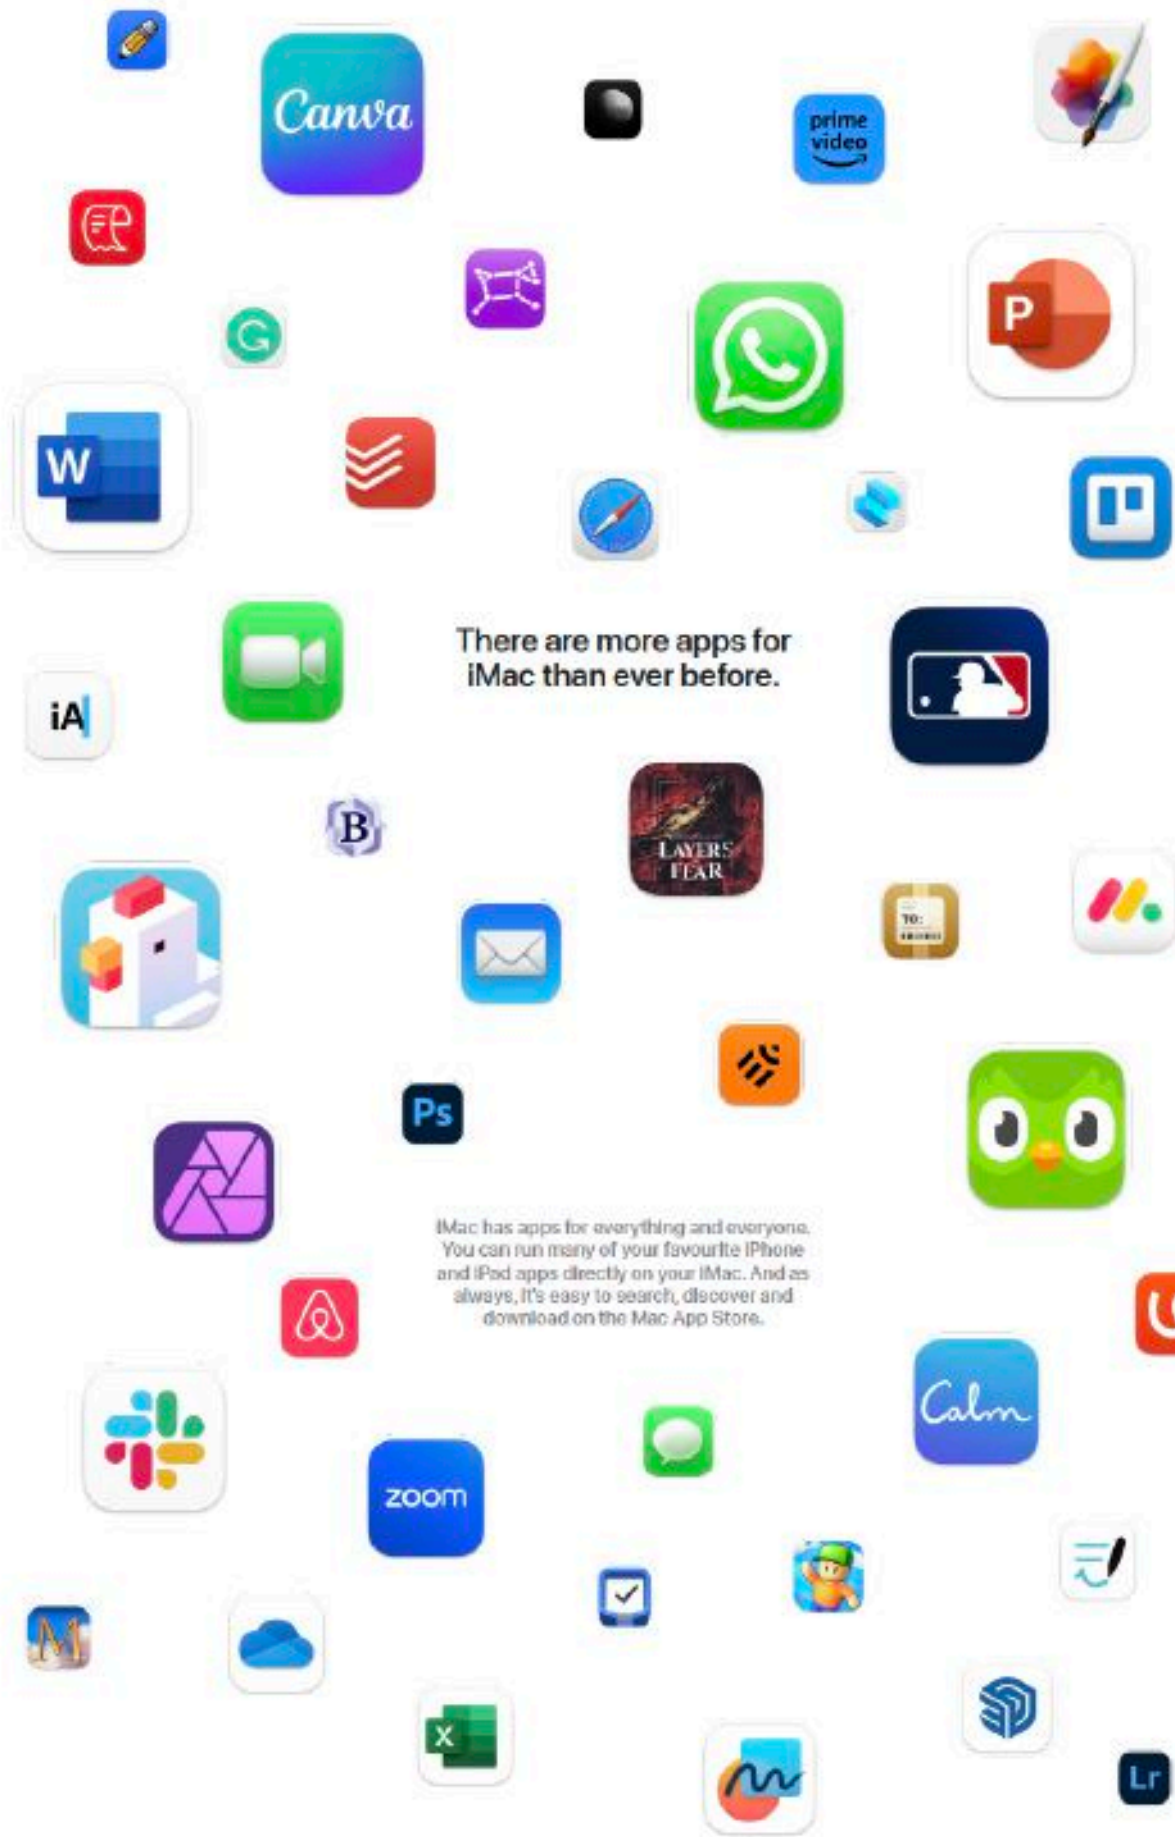 Canva
prime
video
P
G
W
There are more apps for
iMac than ever before.
iA
B
LAYERS
FEAR
TO:
Ps
iMac has apps for everything and everyone.
You can run many of your favourite iPhone
and iPad apps directly on your iMac. And as
always, it's easy to search, discover and
download on the Mac App Store.
Calm
zoom
M
X
Lr